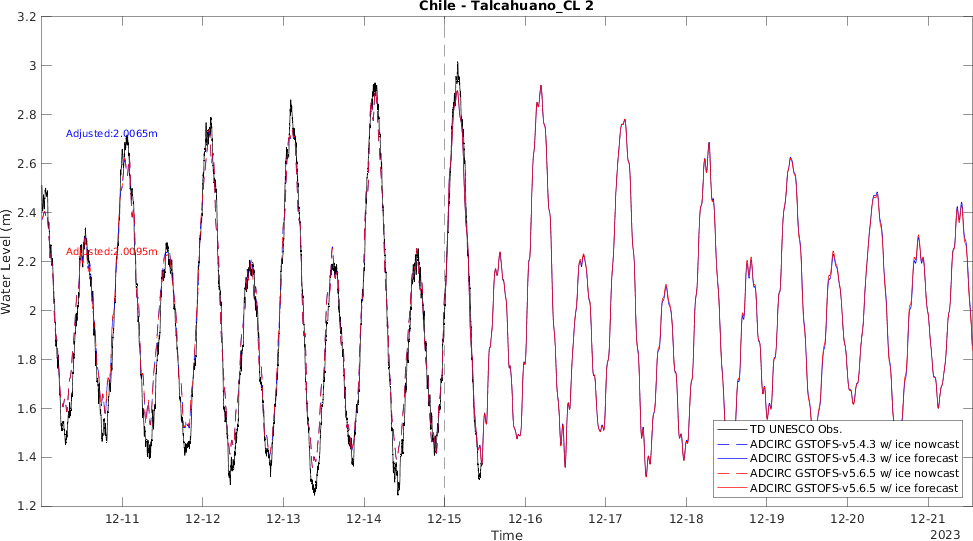 Chile - Talcahuano_CL 2
3.2
3
2.8
2.6
2.4
2.2
2
1.8
1.6
1.4
1.2
Water Level (m)
Adjusted:2.0065m
Adjusted:2.0095m
TD UNESCO Obs.
ADCIRC GSTOFS-v5.4.3 w/ ice nowcast
ADCIRC GSTOFS-v5.4.3 w/ ice forecast
ADCIRC GSTOFS-v5.6.5 w/ ice nowcast
ADCIRC GSTOFS-v5.6.5 w/ ice forecast
12-11 12-12 12-13 12-14 12-15 12-16 12-17 12-18 12-19 12-20 12-21
Time
2023